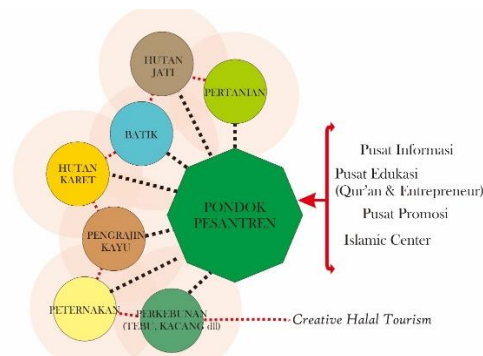 HUTAN
JATI
PERTANIAN
BATIK
HUTAN
KARET
PENGRAJIN
KAYU
PETERNAKAN
PERKEBUNAN
(TEBU, KACANG dll)
PONDOK
PESANTREN
Pusat Informasi
Pusat Edukasi
(Qur'an & Entrepreneur)
Pusat Promosi
Islamic Center
Creative Halal Tourism